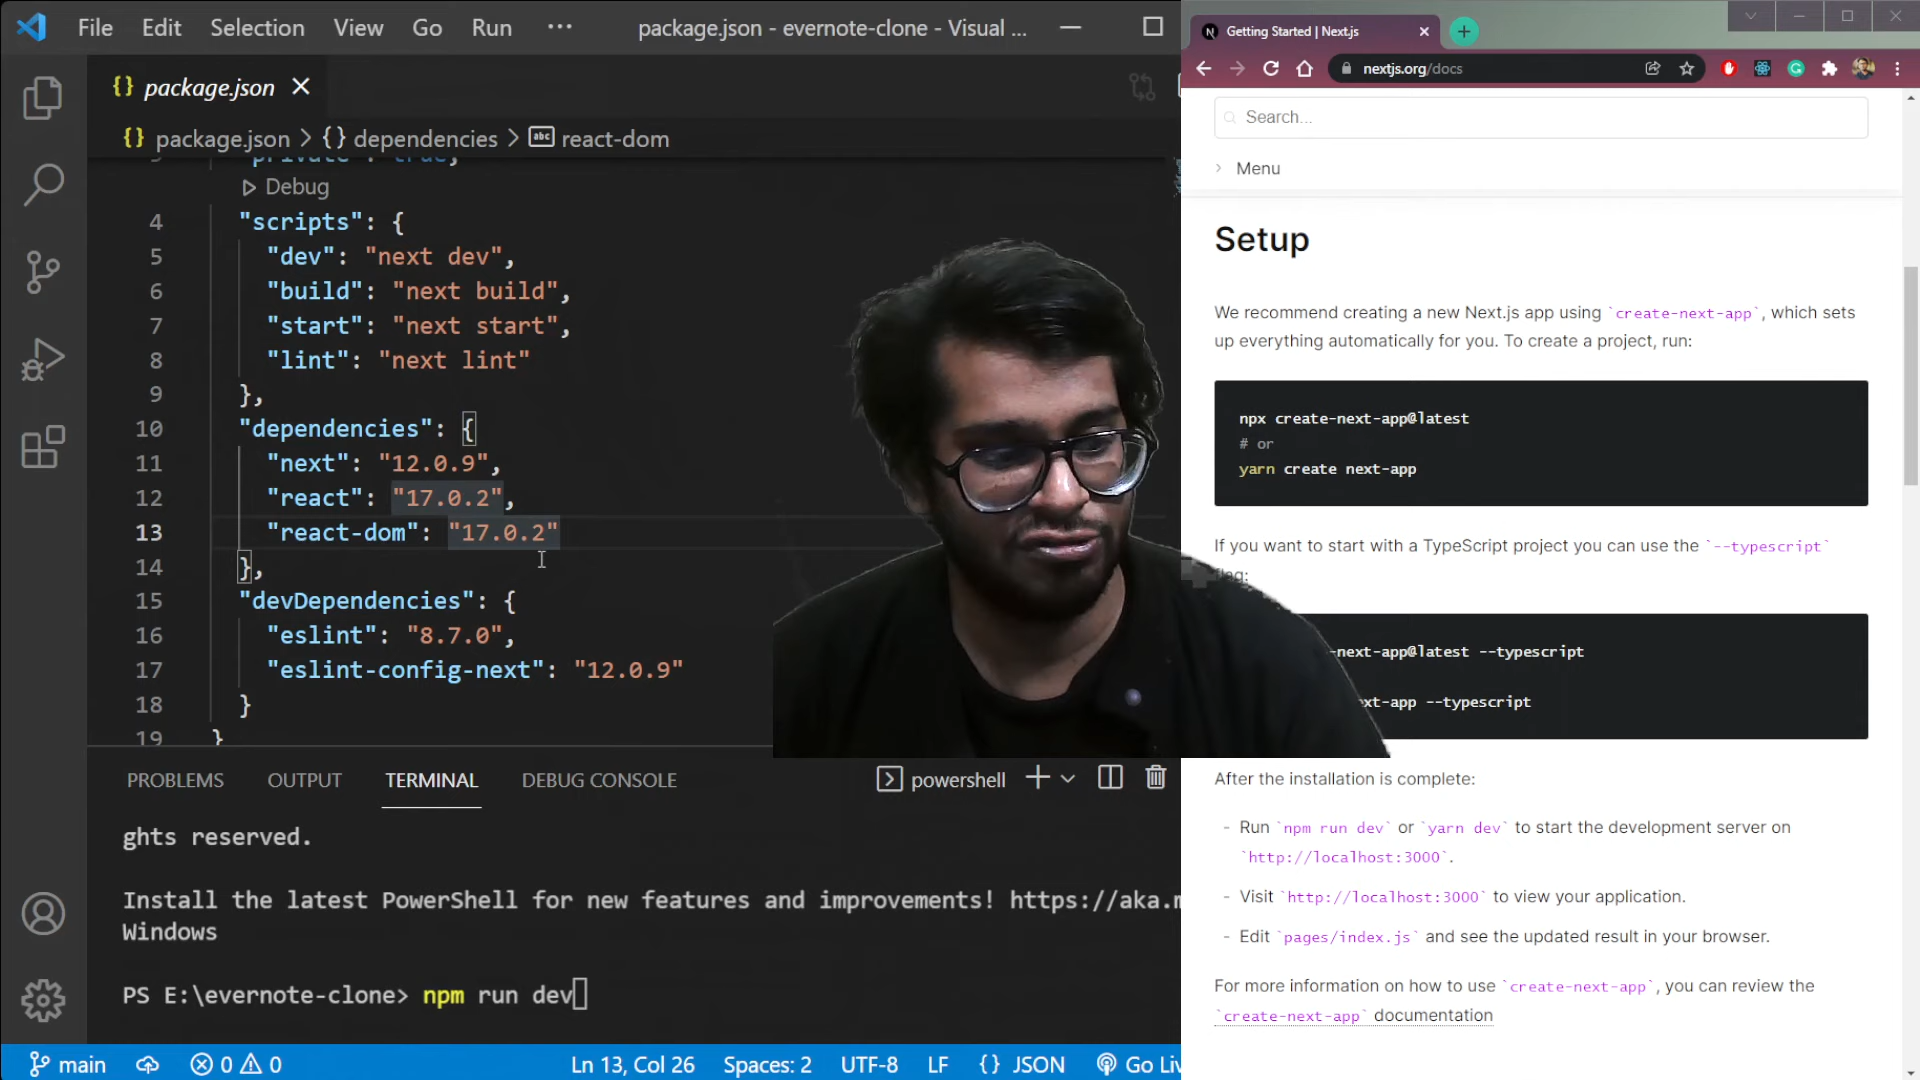 File Edit Selection View Go Run ··· package.json - evernote-clone - Visual ...
package.json
package.json > {} dependencies > abc react-dom
"private": true,
Debug
4 "scripts": {
5 "dev": "next dev",
6 "build": "next build",
7 "start": "next start",
8 "lint": "next lint"
9 },
10 "dependencies": {
11 "next": "12.0.9",
12 "react": "17.0.2",
13 "react-dom": "17.0.2"
14 },
15 "devDependencies": {
16 "eslint": "8.7.0",
17 "eslint-config-next": "12.0.9"
18 }
19 }
PROBLEMS OUTPUT TERMINAL DEBUG CONSOLE powershell
ghts reserved.
Install the latest PowerShell for new features and improvements! https://aka.m
Windows
PS E:\evernote-clone> npm run dev
main 0 0 Ln 13, Col 26 Spaces: 2 UTF-8 LF {} JSON Go Li
Getting Started | Next.js
nextjs.org/docs
Search...
Menu
Setup
We recommend creating a new Next.js app using `create-next-app`, which sets
up everything automatically for you. To create a project, run:
npx create-next-app@latest
# or
yarn create next-app
If you want to start with a TypeScript project you can use the `--typescript`
-next-app@latest --typescript
xt-app --typescript
After the installation is complete:
- Run `npm run dev` or `yarn dev` to start the development server on
`http://localhost:3000`.
- Visit `http://localhost:3000` to view your application.
- Edit `pages/index.js` and see the updated result in your browser.
For more information on how to use `create-next-app`, you can review the
`create-next-app` documentation